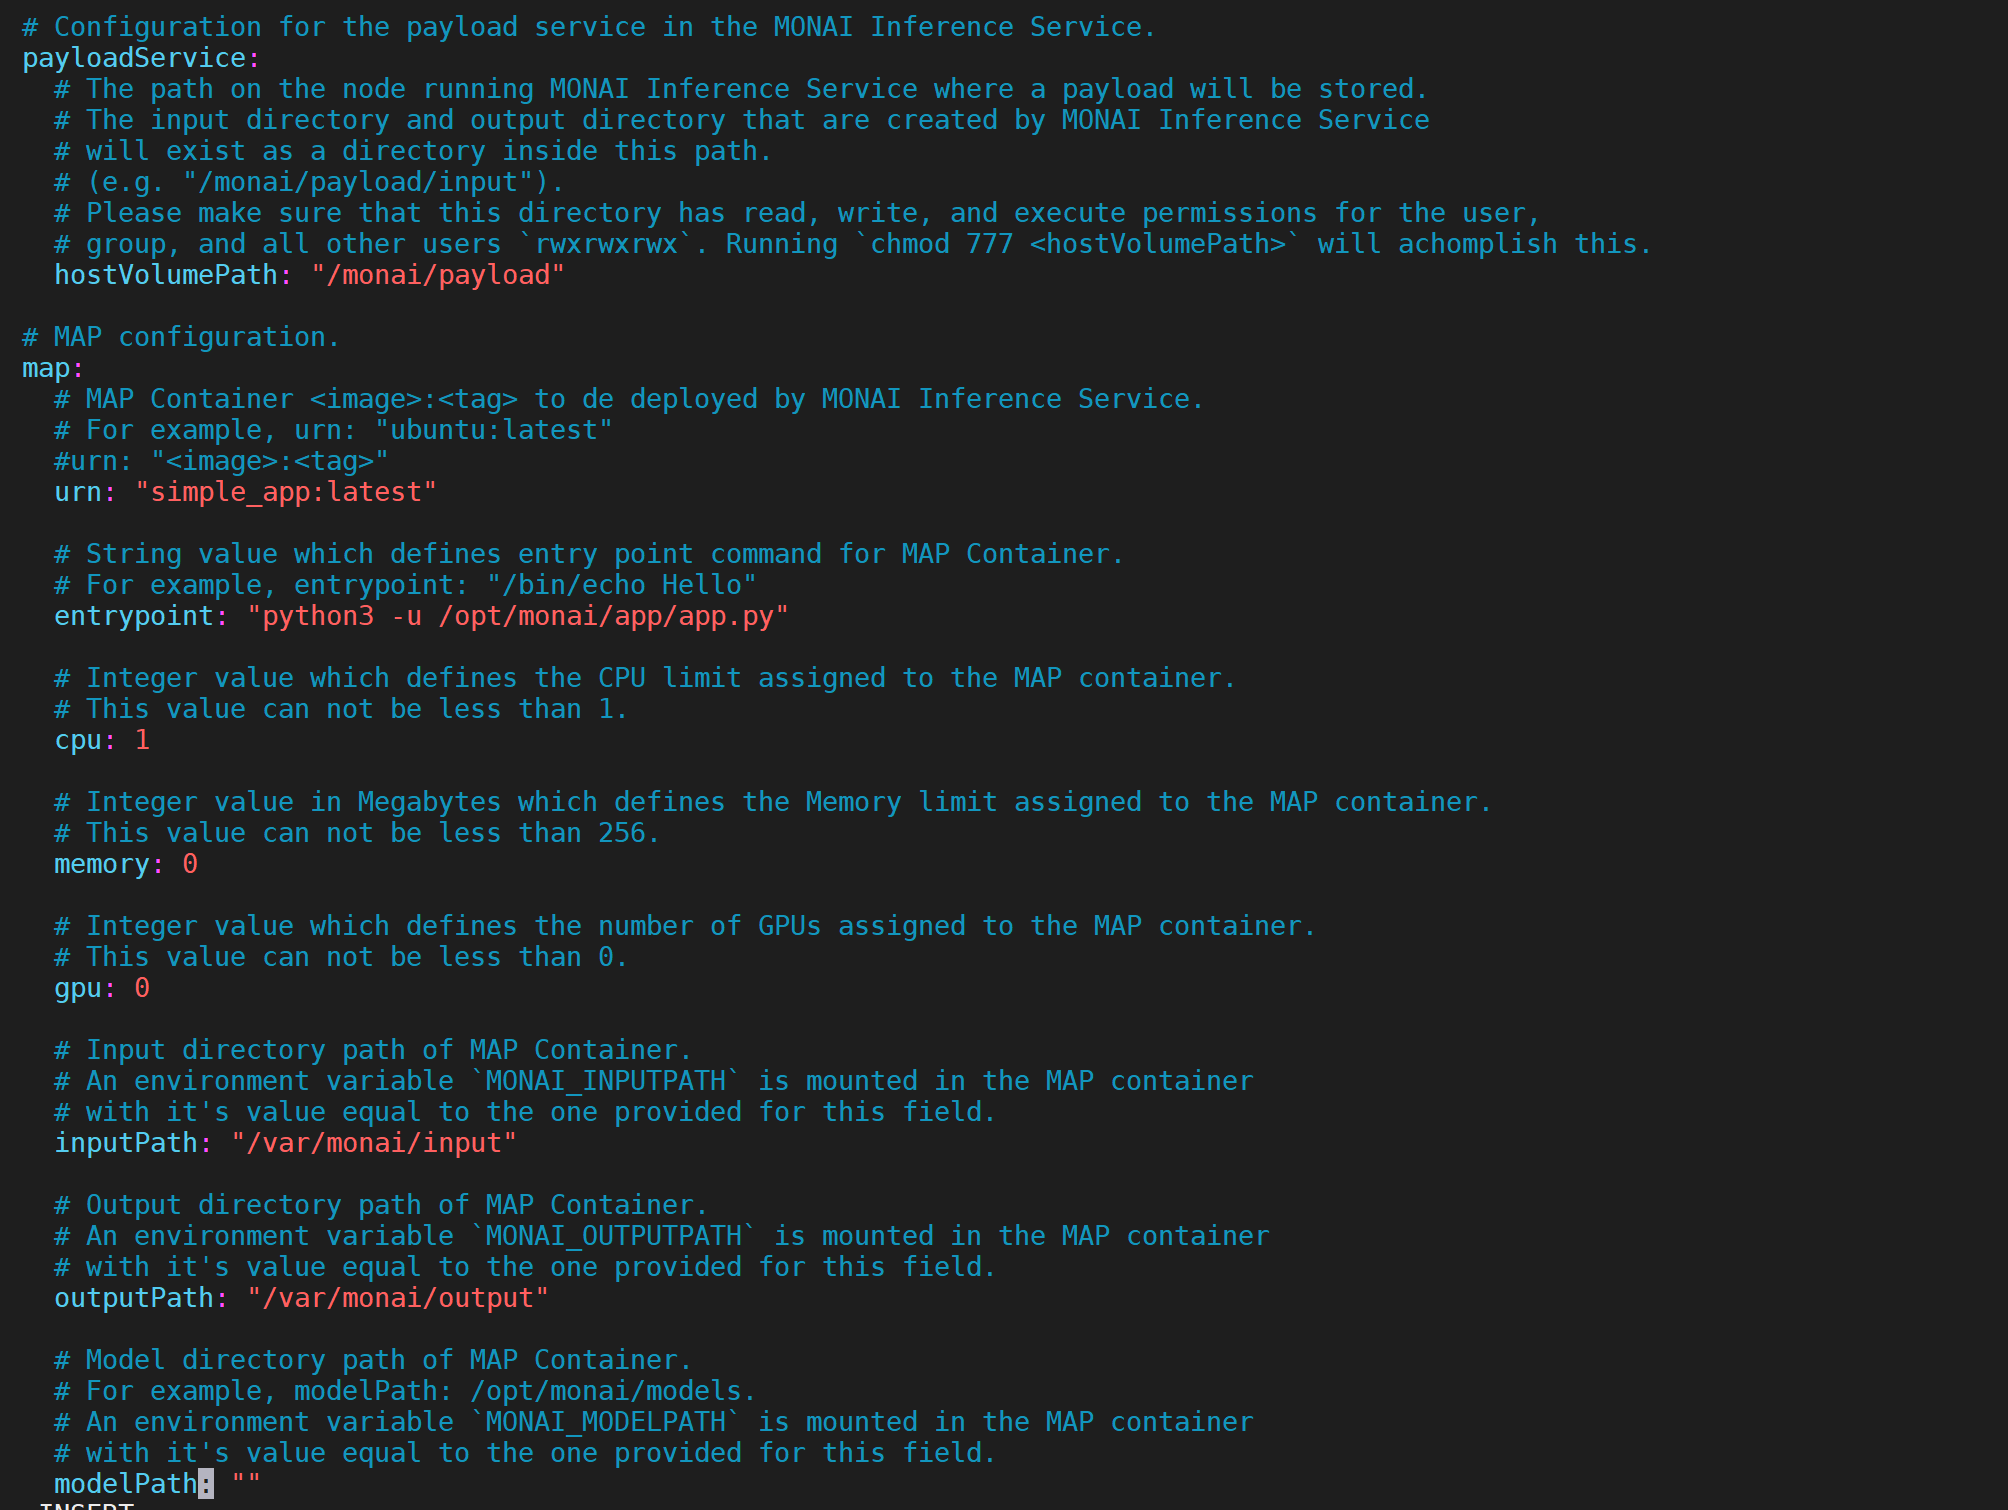 # Configuration for the payload service in the MONAI Inference Service.
payloadService:
  # The path on the node running MONAI Inference Service where a payload will be stored.
  # The input directory and output directory that are created by MONAI Inference Service
  # will exist as a directory inside this path.
  # (e.g. "/monai/payload/input").
  # Please make sure that this directory has read, write, and execute permissions for the user,
  # group, and all other users `rwxrwxrwx`. Running `chmod 777 <hostVolumePath>` will achomplish this.
  hostVolumePath: "/monai/payload"

# MAP configuration.
map:
  # MAP Container <image>:<tag> to de deployed by MONAI Inference Service.
  # For example, urn: "ubuntu:latest"
  #urn: "<image>:<tag>"
  urn: "simple_app:latest"

  # String value which defines entry point command for MAP Container.
  # For example, entrypoint: "/bin/echo Hello"
  entrypoint: "python3 -u /opt/monai/app/app.py"

  # Integer value which defines the CPU limit assigned to the MAP container.
  # This value can not be less than 1.
  cpu: 1

  # Integer value in Megabytes which defines the Memory limit assigned to the MAP container.
  # This value can not be less than 256.
  memory: 0

  # Integer value which defines the number of GPUs assigned to the MAP container.
  # This value can not be less than 0.
  gpu: 0

  # Input directory path of MAP Container.
  # An environment variable `MONAI_INPUTPATH` is mounted in the MAP container
  # with it's value equal to the one provided for this field.
  inputPath: "/var/monai/input"

  # Output directory path of MAP Container.
  # An environment variable `MONAI_OUTPUTPATH` is mounted in the MAP container
  # with it's value equal to the one provided for this field.
  outputPath: "/var/monai/output"

  # Model directory path of MAP Container.
  # For example, modelPath: /opt/monai/models.
  # An environment variable `MONAI_MODELPATH` is mounted in the MAP container
  # with it's value equal to the one provided for this field.
  modelPath: ""
INSERT